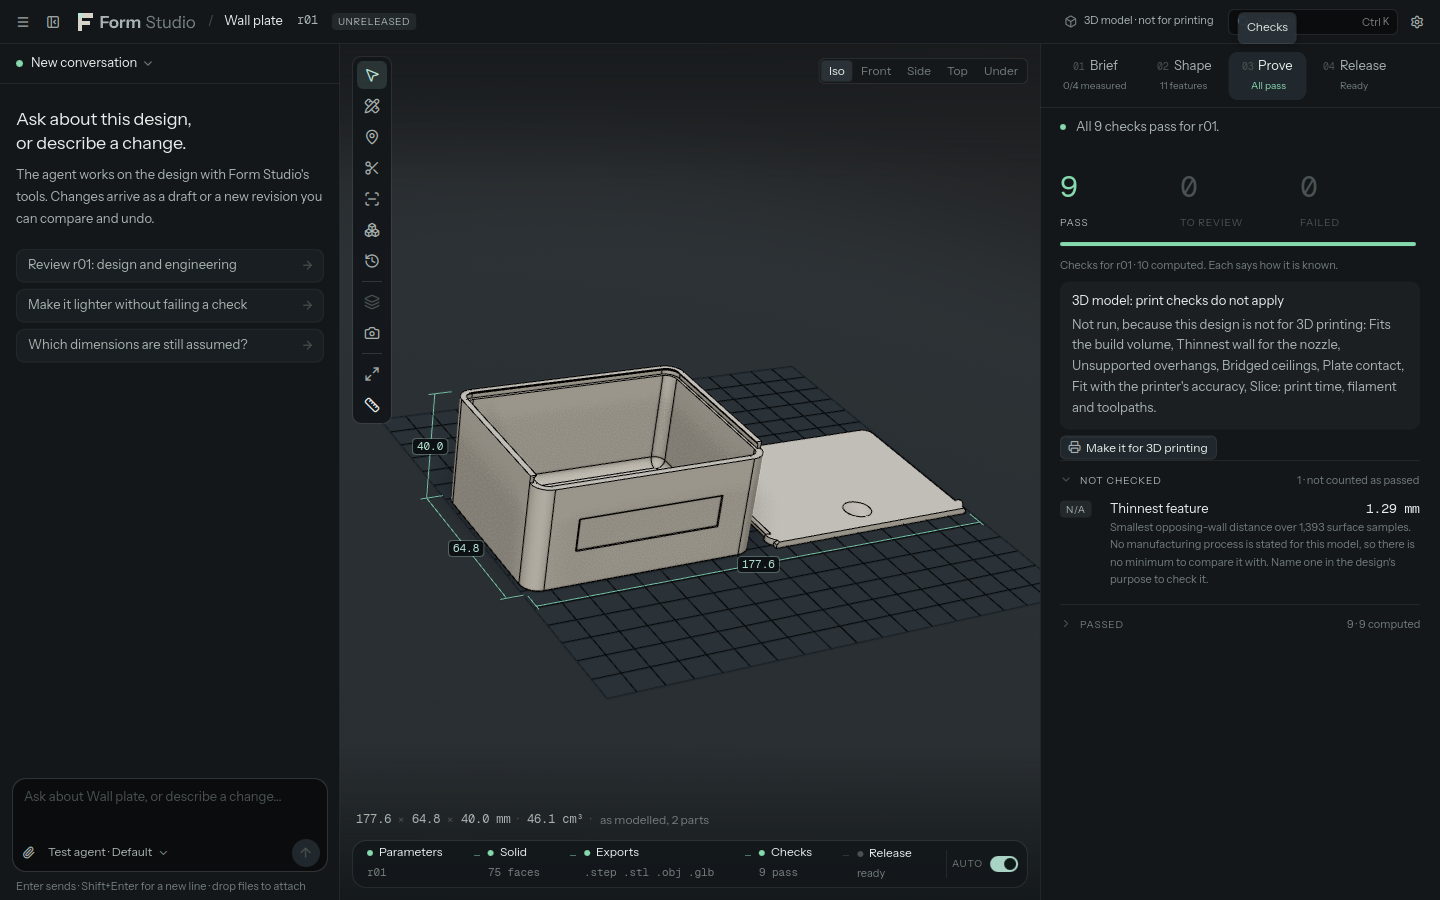 Form Studio / Wall plate r01 UNRELEASED
3D model · not for printing
Checks
Ctrl K
New conversation
Ask about this design,
or describe a change.
The agent works on the design with Form Studio's
tools. Changes arrive as a draft or a new revision you
can compare and undo.
Review r01: design and engineering
Make it lighter without failing a check
Which dimensions are still assumed?
Ask about Wall plate, or describe a change...
Test agent · Default
Enter sends · Shift+Enter for a new line · drop files to attach
Iso Front Side Top Under
40.0
64.8
177.6
177.6 × 64.8 × 40.0 mm · 46.1 cm³ · as modelled, 2 parts
Parameters
r01
Solid
75 faces
Exports
.step .stl .obj .glb
Checks
9 pass
Release
ready
AUTO
01 Brief
0/4 measured
02 Shape
11 features
03 Prove
All pass
04 Release
Ready
All 9 checks pass for r01.
9 0 0
PASS TO REVIEW FAILED
Checks for r01 · 10 computed. Each says how it is known.
3D model: print checks do not apply
Not run, because this design is not for 3D printing: Fits
the build volume, Thinnest wall for the nozzle,
Unsupported overhangs, Bridged ceilings, Plate contact,
Fit with the printer's accuracy, Slice: print time, filament
and toolpaths.
Make it for 3D printing
NOT CHECKED 1 · not counted as passed
N/A Thinnest feature 1.29 mm
Smallest opposing-wall distance over 1,393 surface samples.
No manufacturing process is stated for this model, so there is
no minimum to compare it with. Name one in the design's
purpose to check it.
PASSED 9 · 9 computed